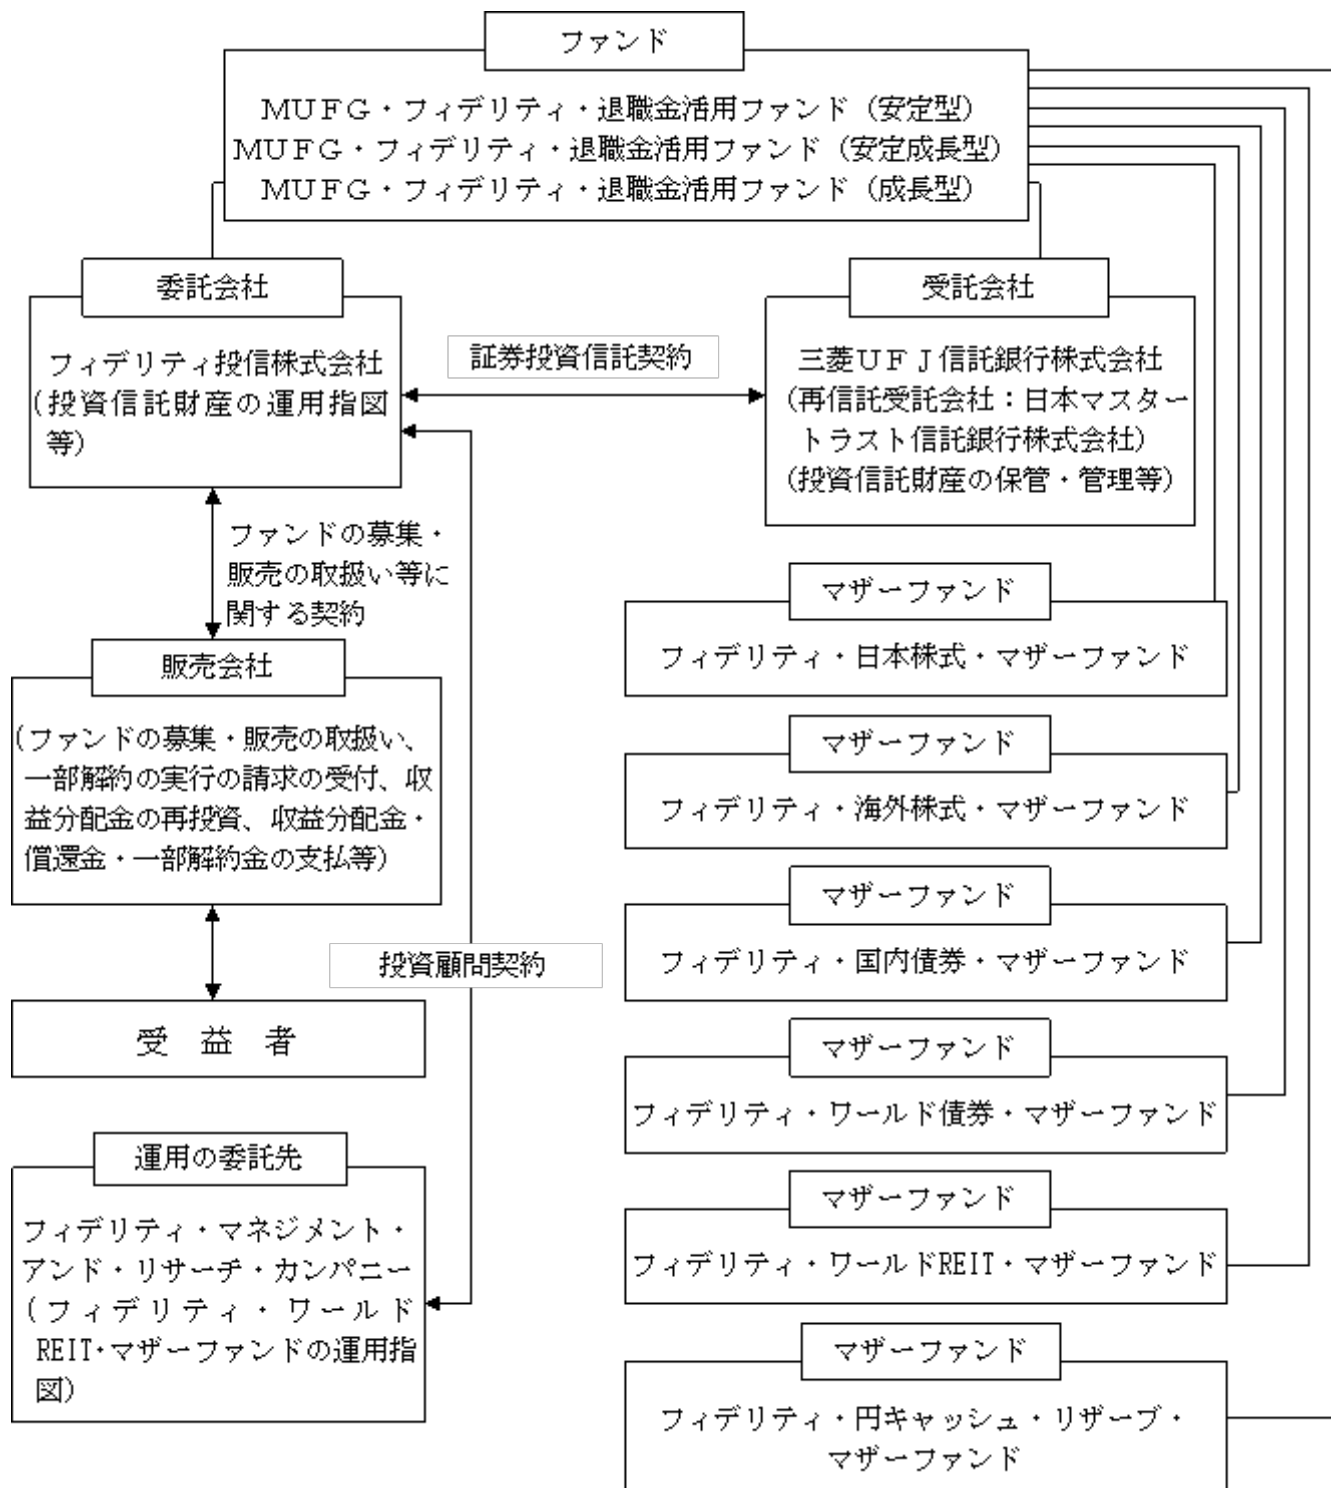 ファンド
MUFG・フィデリティ・退職金活用ファンド（安定型）
MUFG・フィデリティ・退職金活用ファンド（安定成長型）
MUFG・フィデリティ・退職金活用ファンド（成長型）
委託会社
フィデリティ投信株式会社
(投資信託財産の運用指図
等)
証券投資信託契約
受託会社
三菱UFJ信託銀行株式会社
(再信託受託会社：日本マスター
トラスト信託銀行株式会社)
(投資信託財産の保管・管理等)
ファンドの募集・
販売の取扱い等に
関する契約
販売会社
(ファンドの募集・販売の取扱い、
一部解約の実行の請求の受付、収
益分配金の再投資、収益分配金・
償還金・一部解約金の支払等)
投資顧問契約
受　益　者
運用の委託先
フィデリティ・マネジメント・
アンド・リサーチ・カンパニー
(フィデリティ・ワールド
REIT・マザーファンドの運用指
図)
マザーファンド
フィデリティ・日本株式・マザーファンド
マザーファンド
フィデリティ・海外株式・マザーファンド
マザーファンド
フィデリティ・国内債券・マザーファンド
マザーファンド
フィデリティ・ワールド債券・マザーファンド
マザーファンド
フィデリティ・ワールドREIT・マザーファンド
マザーファンド
フィデリティ・円キャッシュ・リザーブ・
マザーファンド